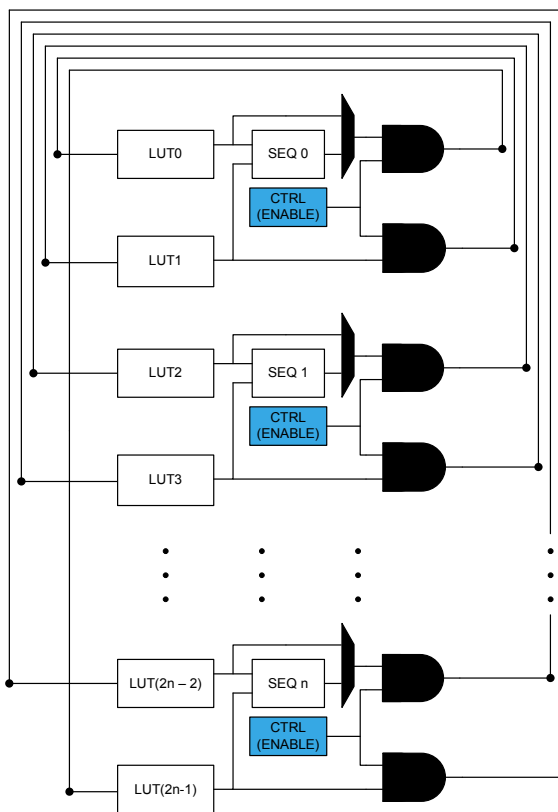 LUT0
SEQ 0
CTRL
(ENABLE)
LUT1
LUT2
SEQ 1
CTRL
(ENABLE)
LUT3
LUT(2n – 2)
SEQ n
CTRL
(ENABLE)
LUT(2n-1)